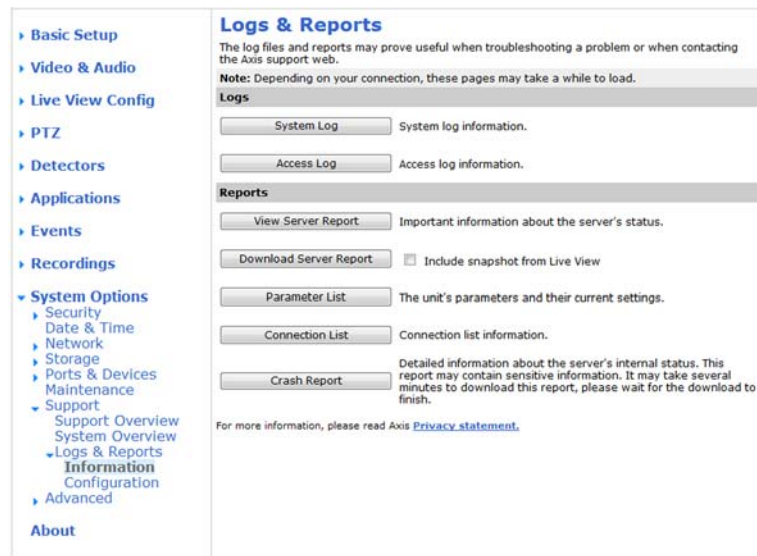 Basic Setup
Video & Audio
Live View Config
PTZ
Detectors
Applications
Events
Recordings
System Options
Security
Date & Time
Network
Storage
Ports & Devices
Maintenance
Support
Support Overview
System Overview
Logs & Reports
Information
Configuration
Advanced
About
Logs & Reports
The log files and reports may prove useful when troubleshooting a problem or when contacting
the Axis support web.
Note: Depending on your connection, these pages may take a while to load.
Logs
System Log System log information.
Access Log Access log information.
Reports
View Server Report Important information about the server's status.
Download Server Report Include snapshot from Live View
Parameter List The unit's parameters and their current settings.
Connection List Connection list information.
Crash Report
Detailed information about the server's internal status. This
report may contain sensitive information. It may take several
minutes to download this report, please wait for the download to
finish.
For more information, please read Axis Privacy statement.